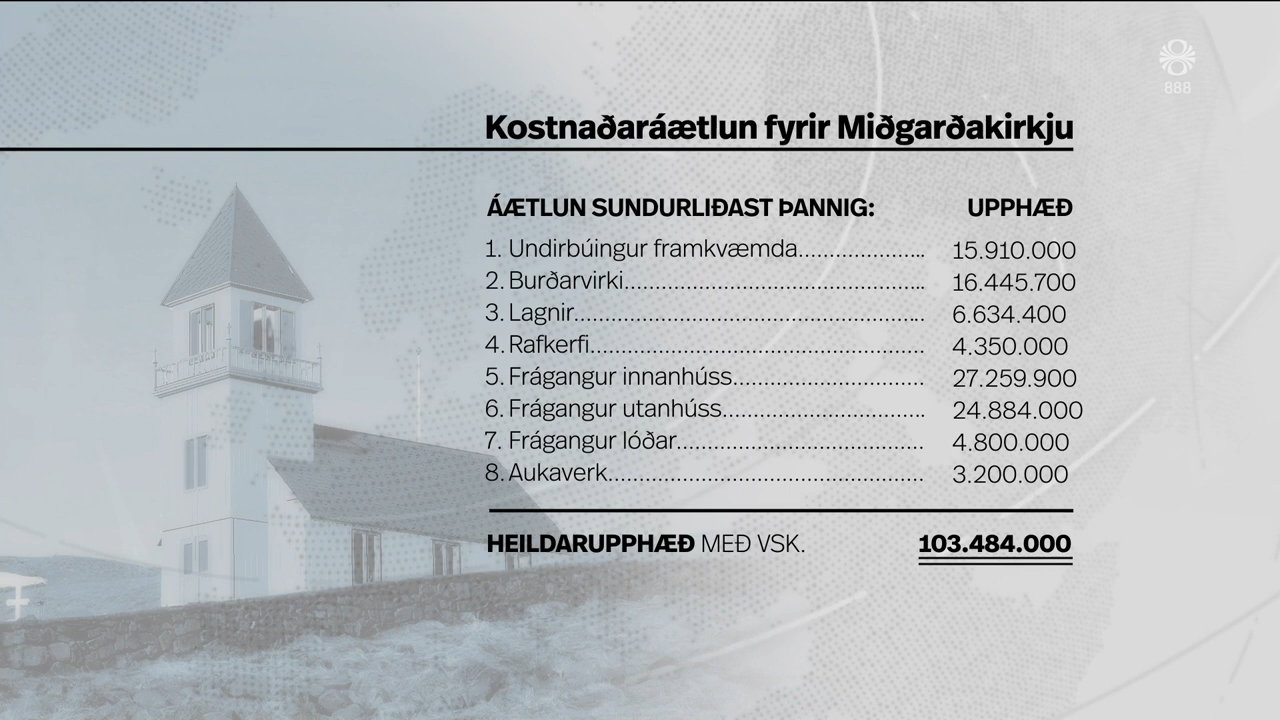 888
Kostnaðaráætlun fyrir Miðgarðakirkju
ÁÆTLUN SUNDURLIÐAST ÞANNIG: UPPHÆÐ
1. Undirbúingur framkvæmda..................... 15.910.000
2. Burðarvirki................................................. 16.445.700
3. Lagnir......................................................... 6.634.400
4. Rafkerfi...................................................... 4.350.000
5. Frágangur innanhúss............................... 27.259.900
6. Frágangur utanhúss................................. 24.884.000
7. Frágangur lóðar........................................ 4.800.000
8. Aukaverk................................................... 3.200.000
HEILDARUPPHÆÐ MEÐ VSK. 103.484.000